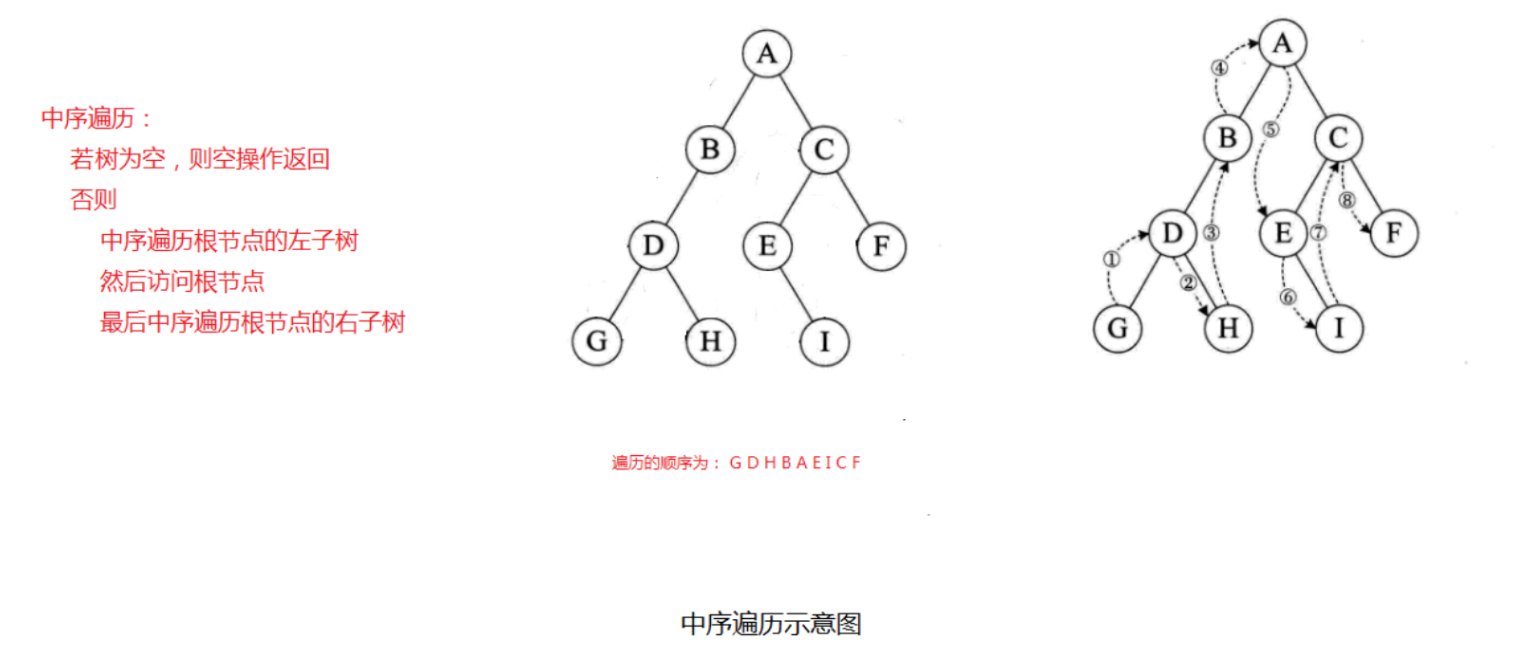 中序遍历：
若树为空，则空操作返回
否则
中序遍历根节点的左子树
然后访问根节点
最后中序遍历根节点的右子树
A
B C
D E F
G H I
A
④
B ⑤ C
⑧
① D ③ E ⑦ F
② ⑥
G H I
遍历的顺序为： G D H B A E I C F
中序遍历示意图